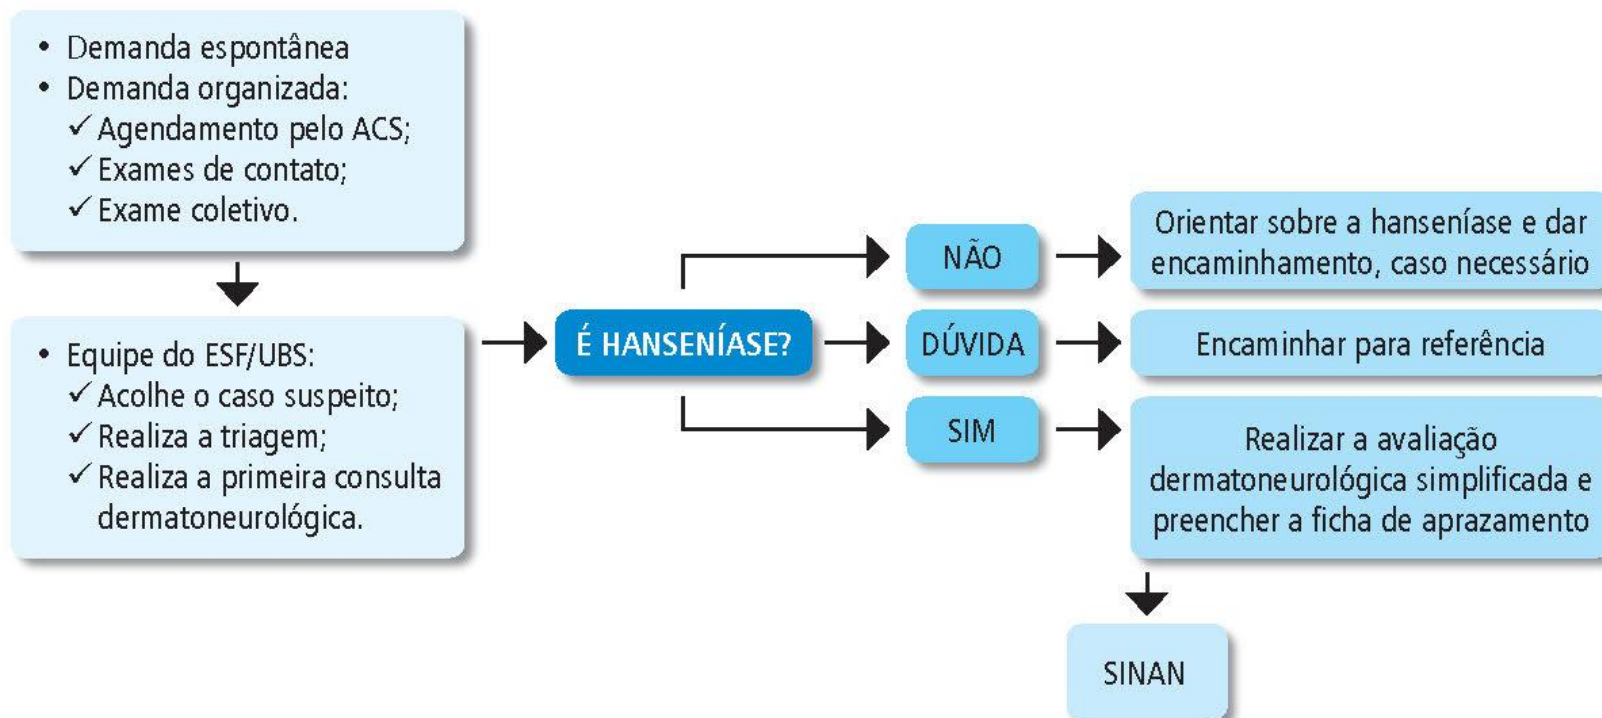 • Demanda espontânea
• Demanda organizada:
✓ Agendamento pelo ACS;
✓ Exames de contato;
✓ Exame coletivo.
• Equipe do ESF/UBS:
✓ Acolhe o caso suspeito;
✓ Realiza a triagem;
✓ Realiza a primeira consulta
dermatoneurológica.
É HANSENÍASE?
NÃO
Orientar sobre a hanseníase e dar
encaminhamento, caso necessário
DÚVIDA
Encaminhar para referência
SIM
Realizar a avaliação
dermatoneurológica simplificada e
preencher a ficha de aprazamento
SINAN